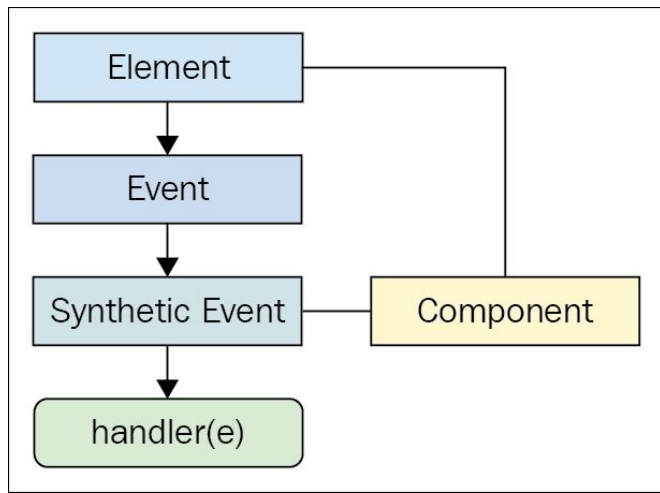 Element
Event
Synthetic Event
Component
handler(e)